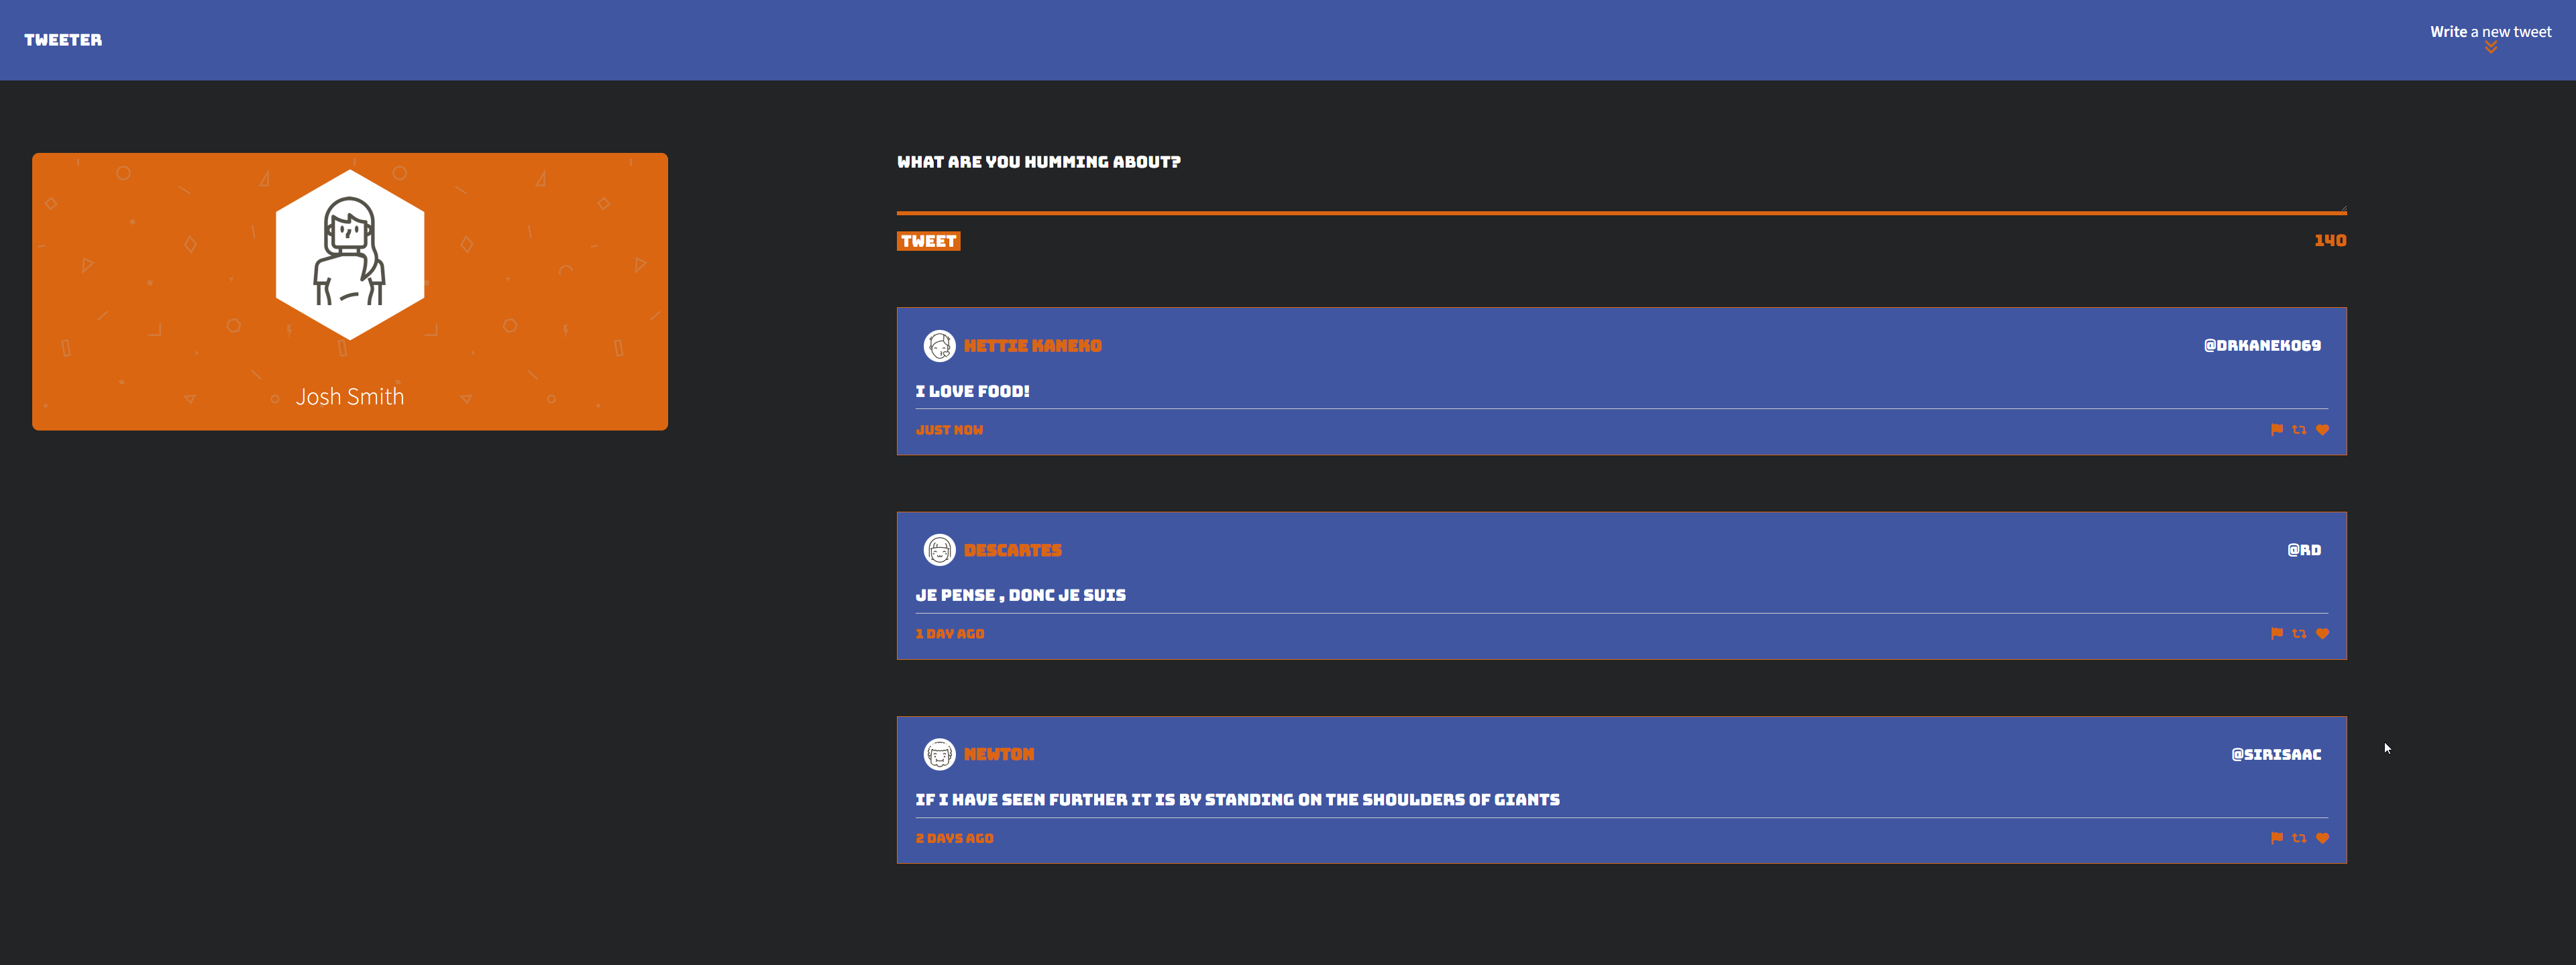 TWEETER
Write a new tweet
Josh Smith
WHAT ARE YOU HUMMING ABOUT?
TWEET
140
HETTIE KANEKO
@DRKANEKO69
I LOVE FOOD!
JUST NOW
DESCARTES
@RD
JE PENSE , DONC JE SUIS
1 DAY AGO
NEWTON
@SIRISAAC
IF I HAVE SEEN FURTHER IT IS BY STANDING ON THE SHOULDERS OF GIANTS
2 DAYS AGO